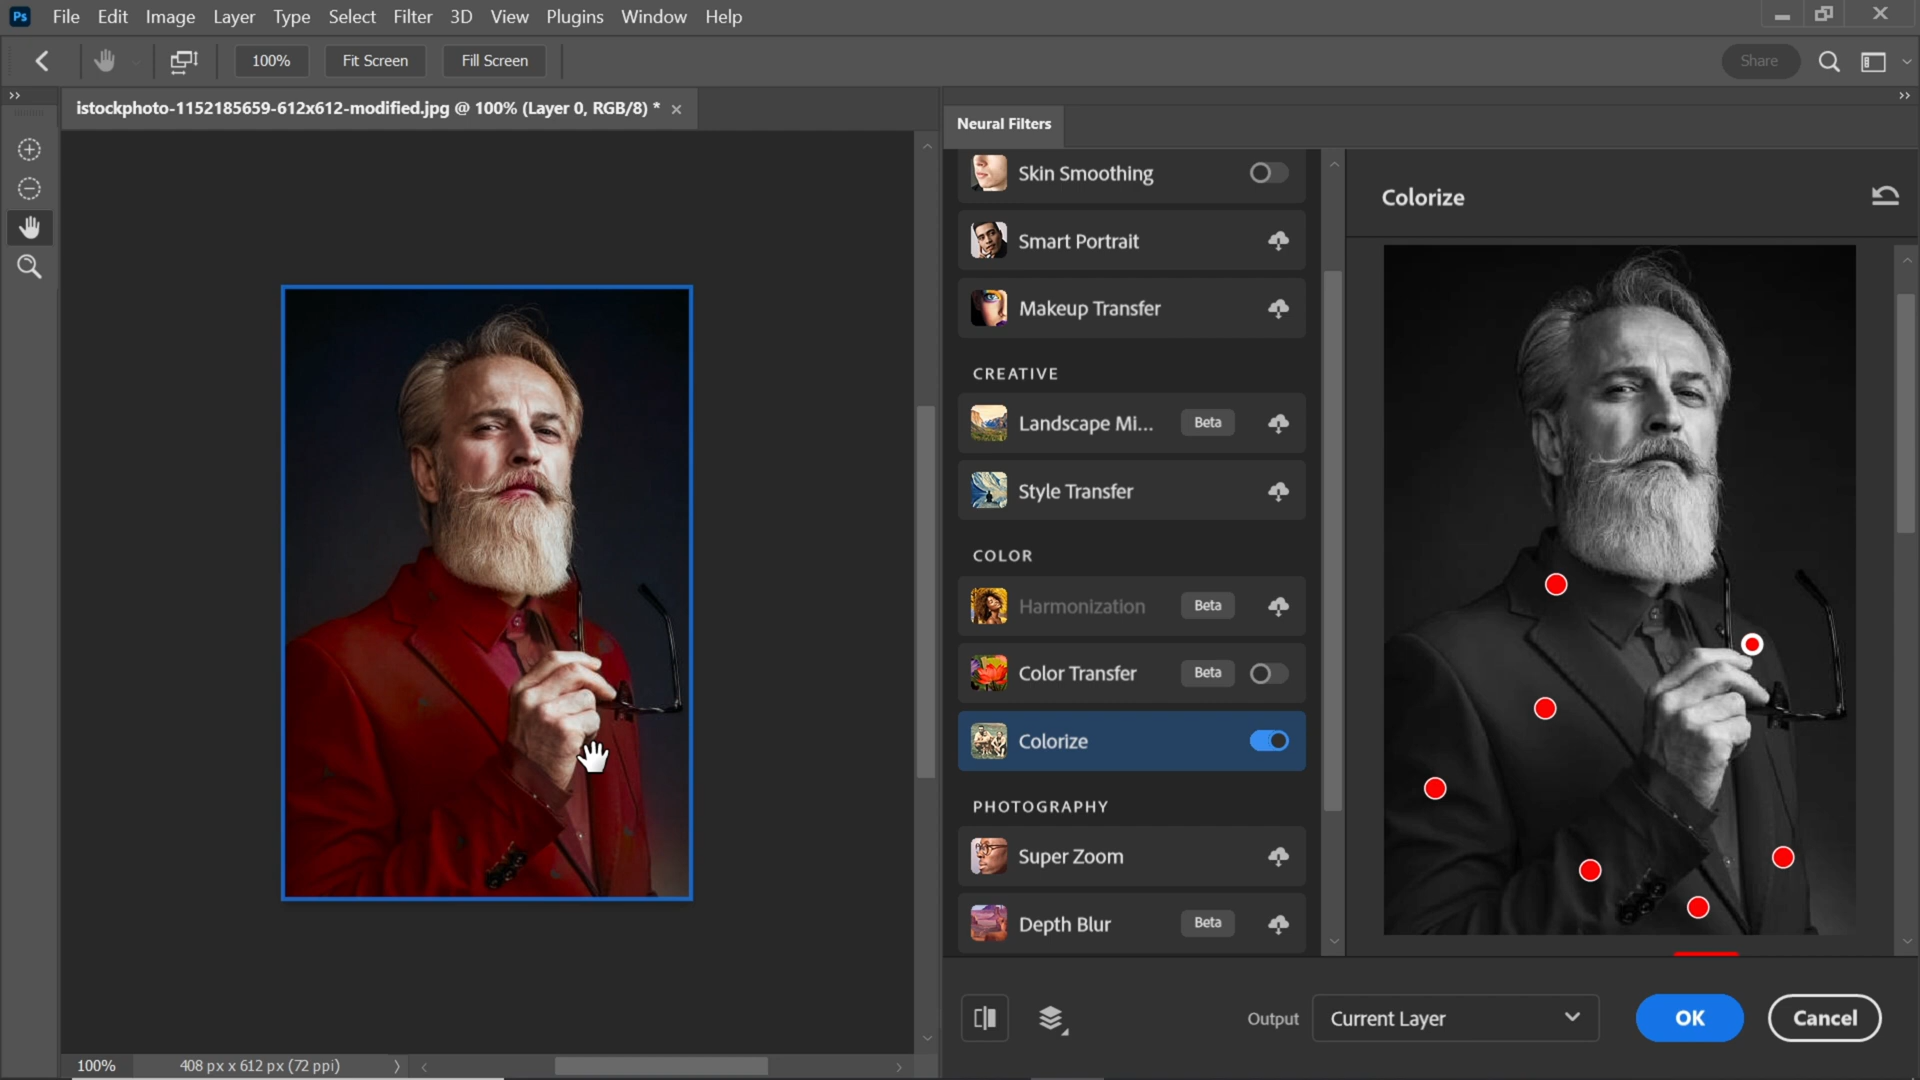 Ps File Edit Image Layer Type Select Filter 3D View Plugins Window Help
100% Fit Screen Fill Screen Share
istockphoto-1152185659-612x612-modified.jpg @ 100% (Layer 0, RGB/8) *
Neural Filters
Skin Smoothing
Smart Portrait
Makeup Transfer
CREATIVE
Landscape Mi... Beta
Style Transfer
COLOR
Harmonization Beta
Color Transfer Beta
Colorize
PHOTOGRAPHY
Super Zoom
Depth Blur Beta
Colorize
Output Current Layer OK Cancel
100% 408 px x 612 px (72 ppi)